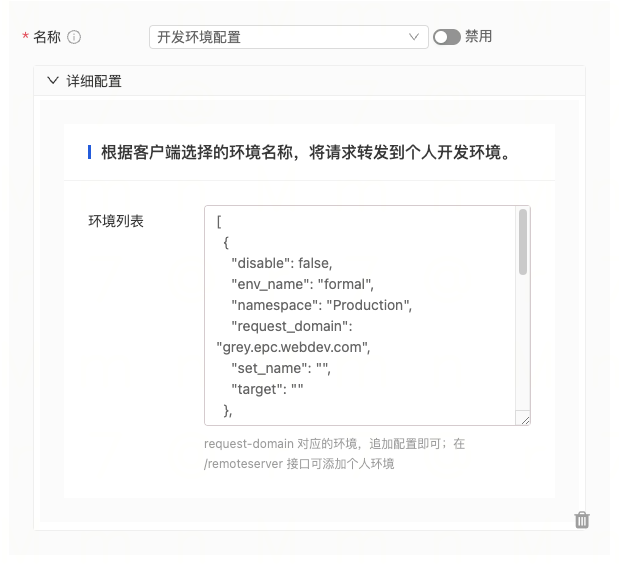 * 名称
开发环境配置
禁用
详细配置
根据客户端选择的环境名称，将请求转发到个人开发环境。
环境列表
[
{
"disable": false,
"env_name": "formal",
"namespace": "Production",
"request_domain":
"grey.epc.webdev.com",
"set_name": "",
"target": ""
},
request-domain 对应的环境，追加配置即可；在
/remoteserver 接口可添加个人环境